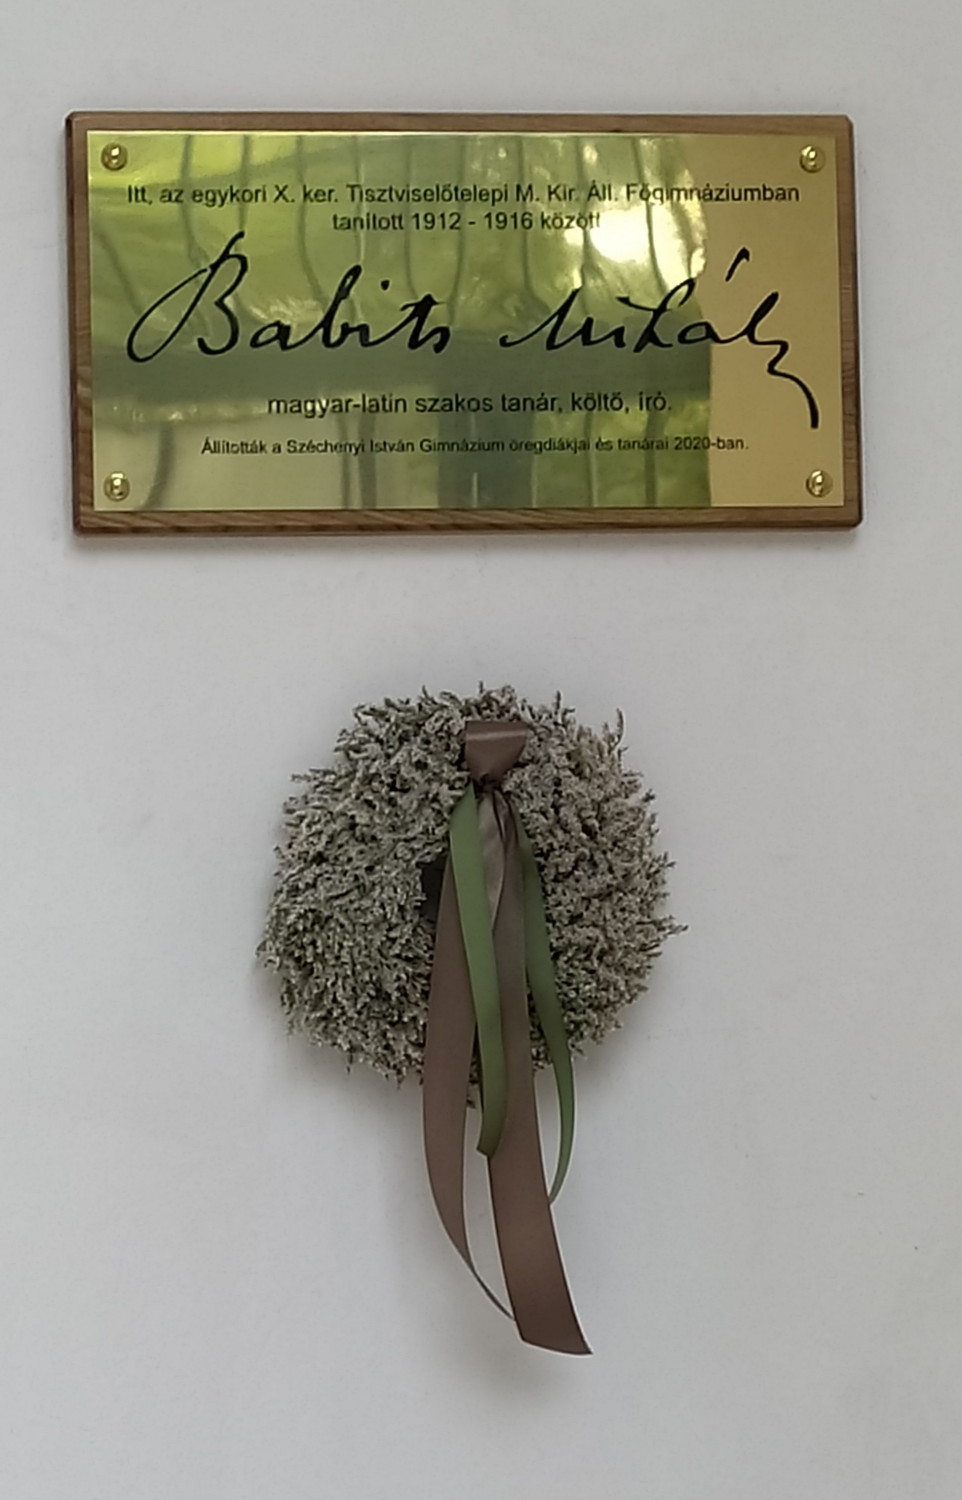 Itt, az egykori X. ker. Tisztviselőtelepi M. Kir. Áll. Főgimnáziumban
tanított 1912 - 1916 között
Babits Mihály
magyar-latin szakos tanár, költő, író.
Állították a Széchenyi István Gimnázium öregdiákjai és tanárai 2020-ban.